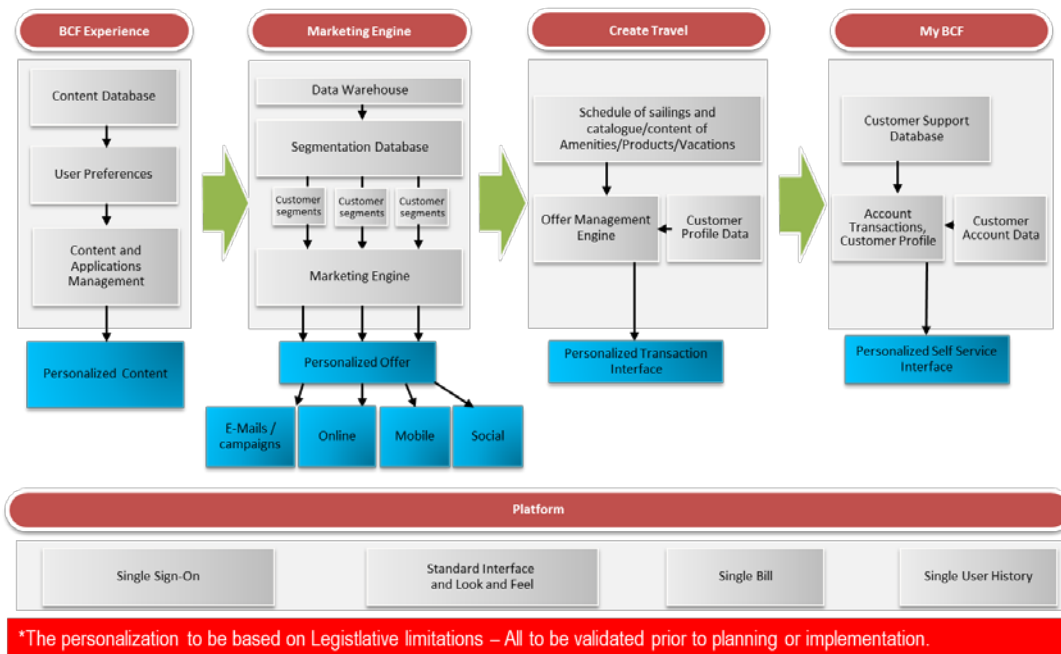 BCF Experience
Content Database
User Preferences
Content and
Applications
Management
Personalized Content
Marketing Engine
Data Warehouse
Segmentation Database
Customer
segments
Customer
segments
Customer
segments
Marketing Engine
Personalized Offer
E-Mails /
campaigns
Online
Mobile
Social
Create Travel
Schedule of sailings and
catalogue/content of
Amenities/Products/Vacations
Offer Management
Engine
Customer
Profile Data
Personalized Transaction
Interface
My BCF
Customer Support
Database
Account
Transactions,
Customer Profile
Customer
Account Data
Personalized Self Service
Interface
Platform
Single Sign-On
Standard Interface
and Look and Feel
Single Bill
Single User History
*The personalization to be based on Legistlative limitations – All to be validated prior to planning or implementation.